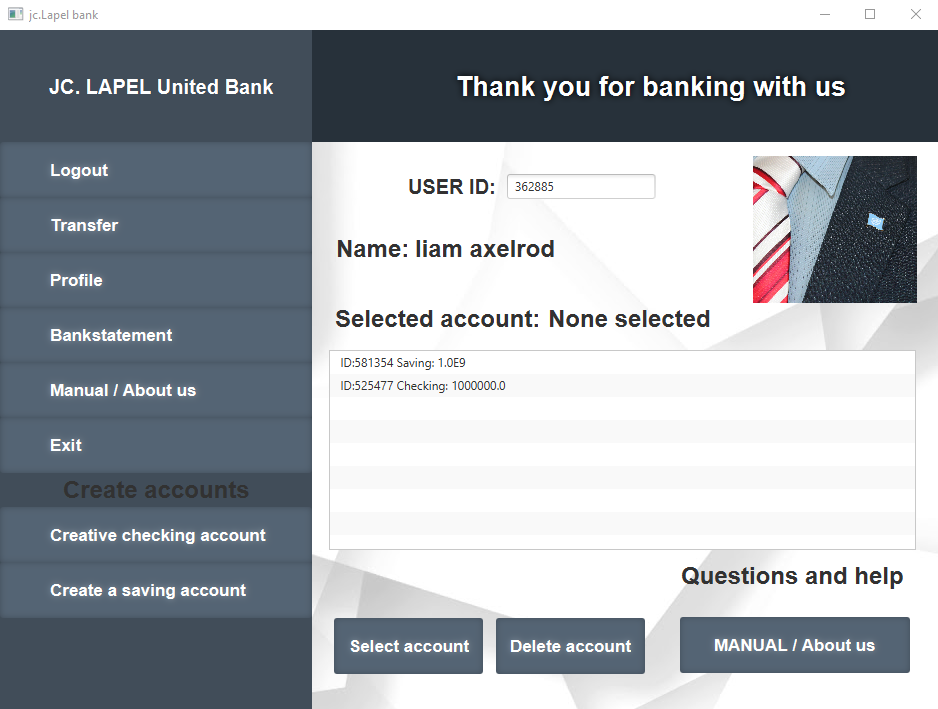 jc.Lapel bank
JC. LAPEL United Bank
Thank you for banking with us
Logout
Transfer
Profile
Bankstatement
Manual / About us
Exit
Create accounts
Creative checking account
Create a saving account
USER ID: 362885
Name: liam axelrod
Selected account: None selected
ID:581354 Saving: 1.0E9
ID:525477 Checking: 1000000.0
Questions and help
Select account
Delete account
MANUAL / About us